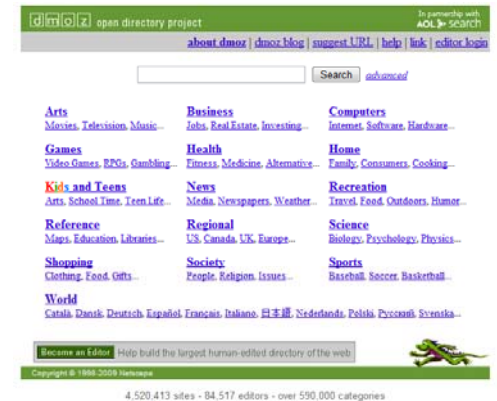 dmoz open directory project
In partnership with
AOL Search
about dmoz | dmoz blog | suggest URL | help | link | editor login
Search advanced
Arts Business Computers
Movies, Television, Music... Jobs, Real Estate, Investing... Internet, Software, Hardware...
Games Health Home
Video Games, RPGs, Gambling... Fitness, Medicine, Alternative... Family, Consumers, Cooking...
Kids and Teens News Recreation
Arts, School Time, Teen Life... Media, Newspapers, Weather... Travel, Food, Outdoors, Humor...
Reference Regional Science
Maps, Education, Libraries... US, Canada, UK, Europe... Biology, Psychology, Physics...
Shopping Society Sports
Clothing, Food, Gifts... People, Religion, Issues... Baseball, Soccer, Basketball...
World
Català, Dansk, Deutsch, Español, Français, Italiano, 日本語, Nederlands, Polski, Русский, Svenska...
Become an Editor Help build the largest human-edited directory of the web
Copyright © 1998-2009 Netscape
4,520,413 sites - 84,517 editors - over 590,000 categories